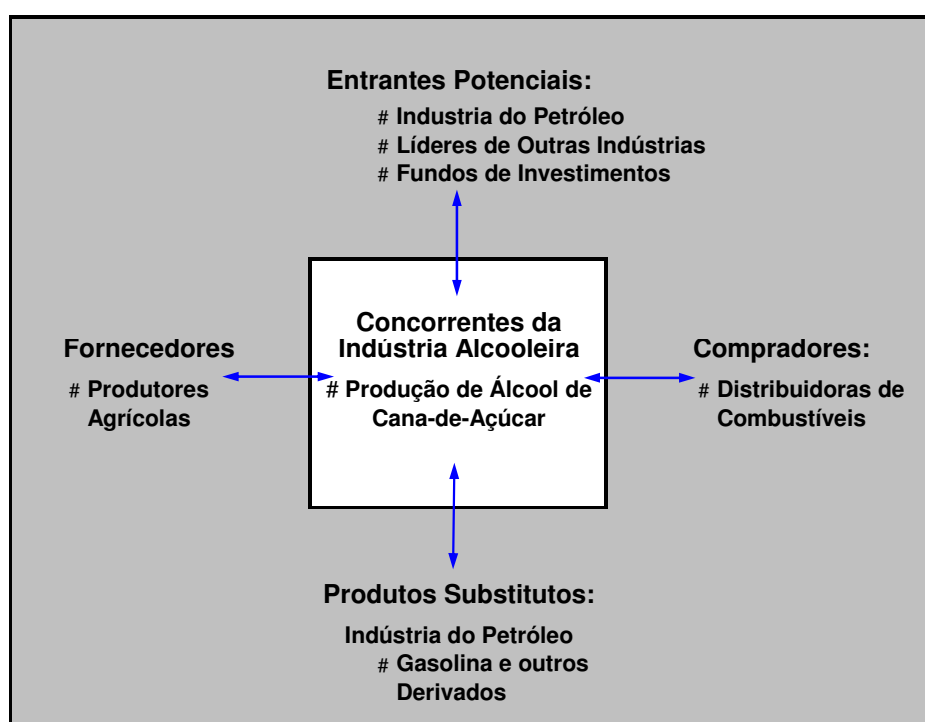 Entrantes Potenciais:
# Industria do Petróleo
# Líderes de Outras Indústrias
# Fundos de Investimentos
Fornecedores
# Produtores
Agrícolas
Concorrentes da
Indústria Alcooleira
# Produção de Álcool de
Cana-de-Açúcar
Compradores:
# Distribuidoras de
Combustíveis
Produtos Substitutos:
Indústria do Petróleo
# Gasolina e outros
Derivados